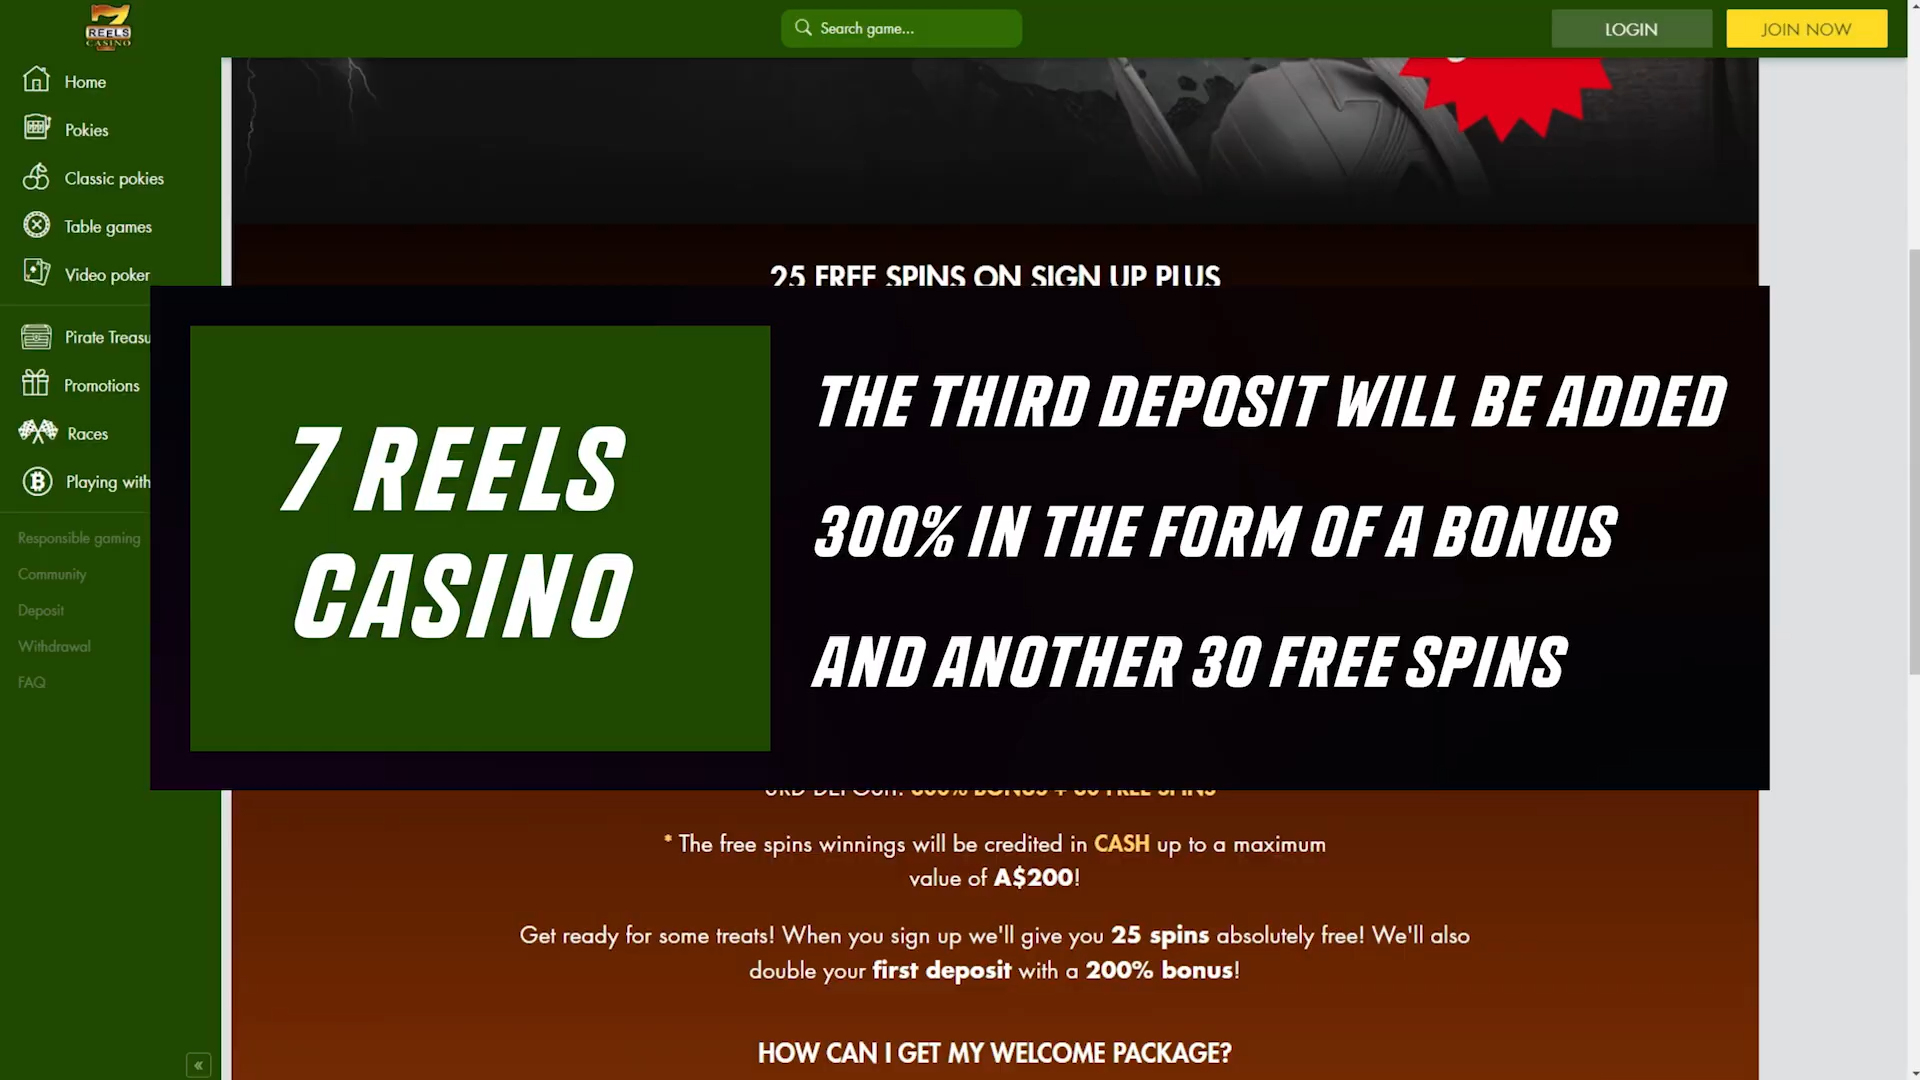 7
REELS
CASINO
Search game...
LOGIN
JOIN NOW
Home
Pokies
Classic pokies
Table games
Video poker
Pirate Treasu
Promotions
Races
Playing with
Responsible gaming
Community
Deposit
Withdrawal
FAQ
25 FREE SPINS ON SIGN UP PLUS
7 REELS
CASINO
THE THIRD DEPOSIT WILL BE ADDED
300% IN THE FORM OF A BONUS
AND ANOTHER 30 FREE SPINS
* The free spins winnings will be credited in CASH up to a maximum
value of A$200!
Get ready for some treats! When you sign up we'll give you 25 spins absolutely free! We'll also
double your first deposit with a 200% bonus!
HOW CAN I GET MY WELCOME PACKAGE?